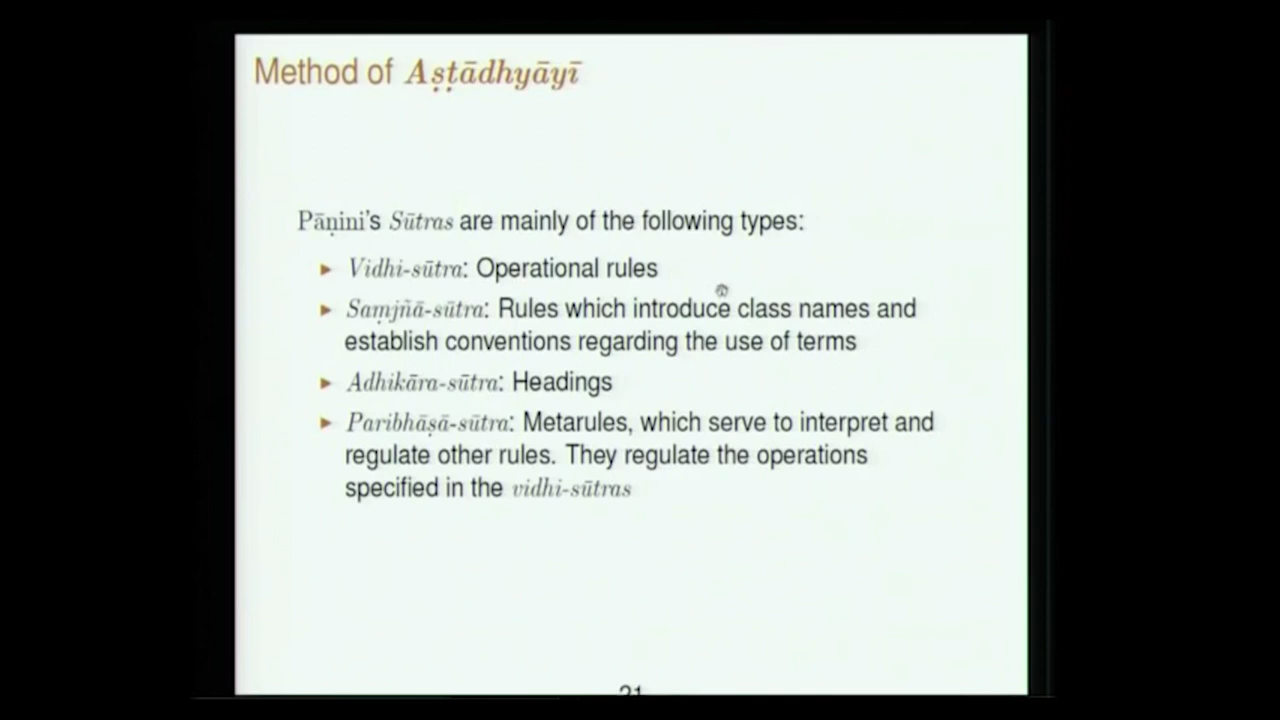 Method of Aṣṭādhyāyī
Pāṇini's Sūtras are mainly of the following types:
► Vidhi-sūtra: Operational rules
► Saṃjñā-sūtra: Rules which introduce class names and
establish conventions regarding the use of terms
► Adhikāra-sūtra: Headings
► Paribhāṣā-sūtra: Metarules, which serve to interpret and
regulate other rules. They regulate the operations
specified in the vidhi-sūtras
21